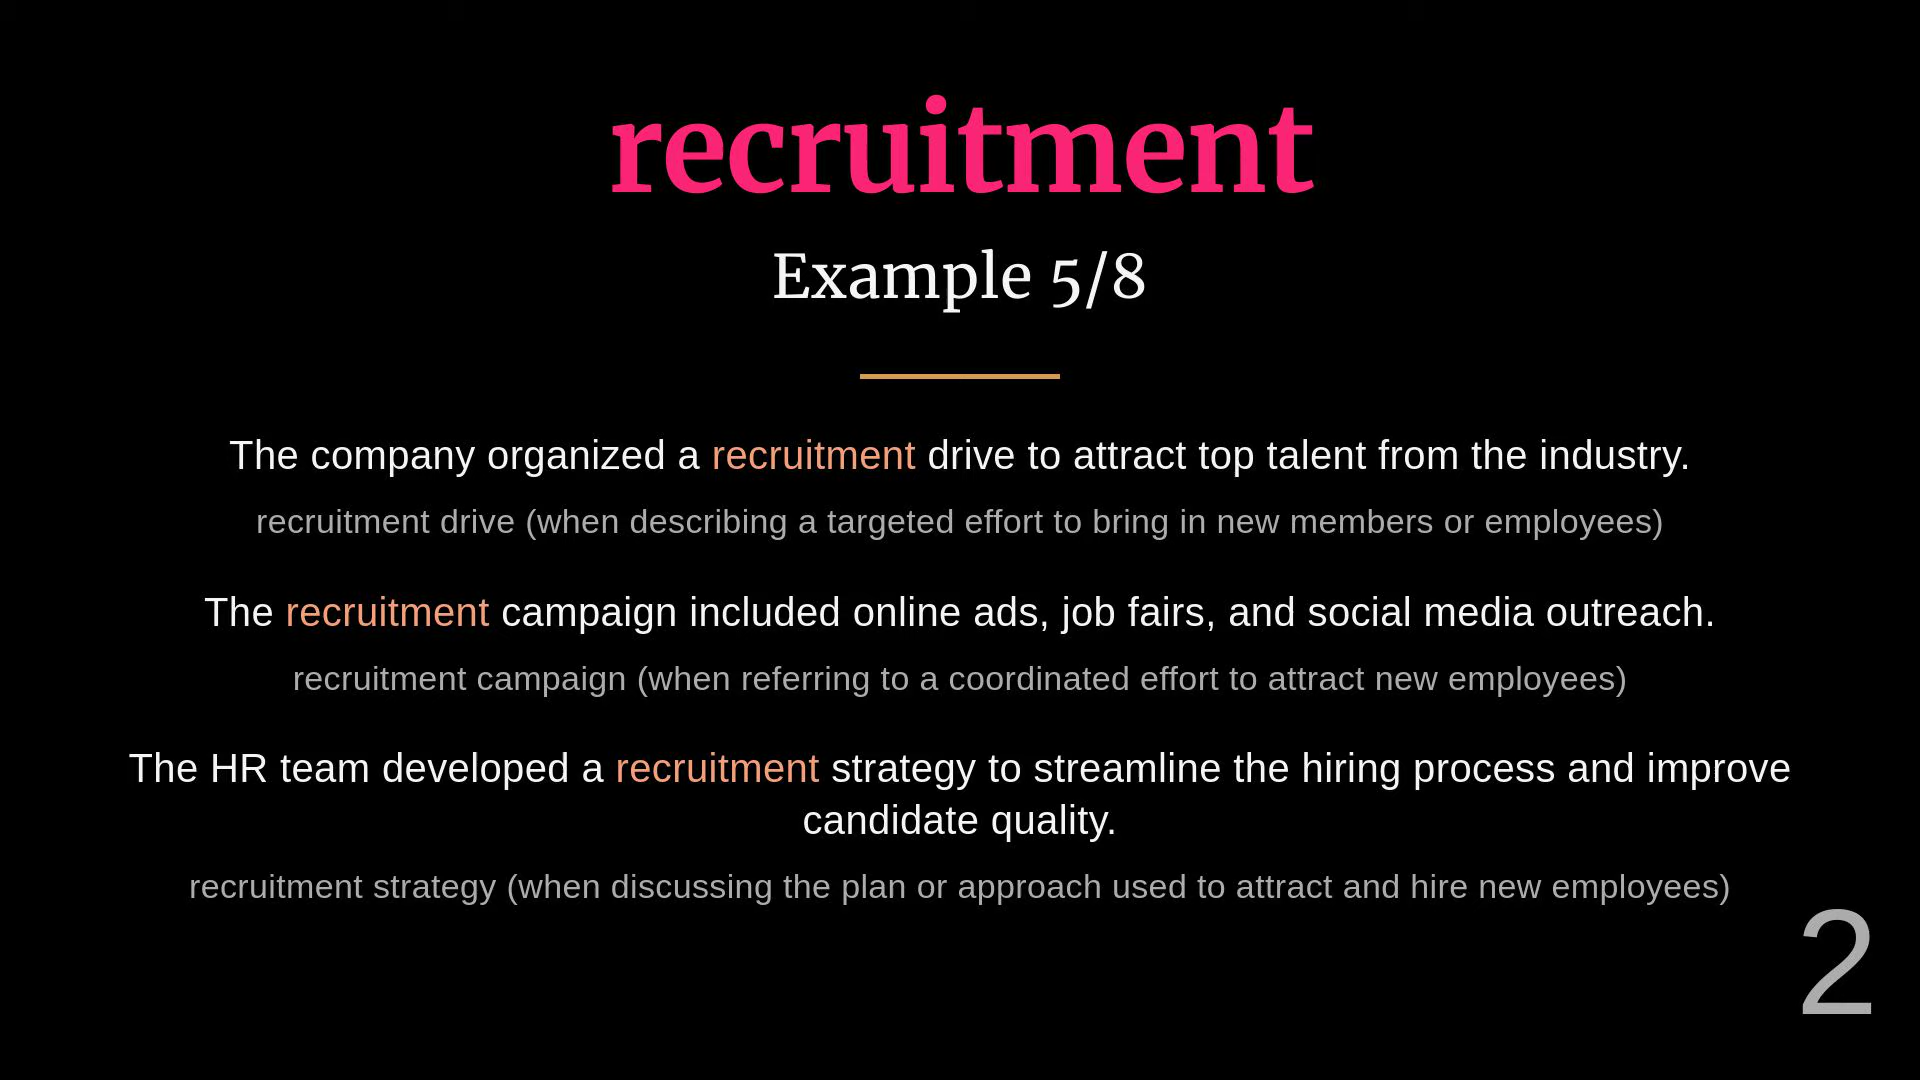 recruitment
Example 5/8
The company organized a recruitment drive to attract top talent from the industry.
recruitment drive (when describing a targeted effort to bring in new members or employees)
The recruitment campaign included online ads, job fairs, and social media outreach.
recruitment campaign (when referring to a coordinated effort to attract new employees)
The HR team developed a recruitment strategy to streamline the hiring process and improve
candidate quality.
recruitment strategy (when discussing the plan or approach used to attract and hire new employees)
2